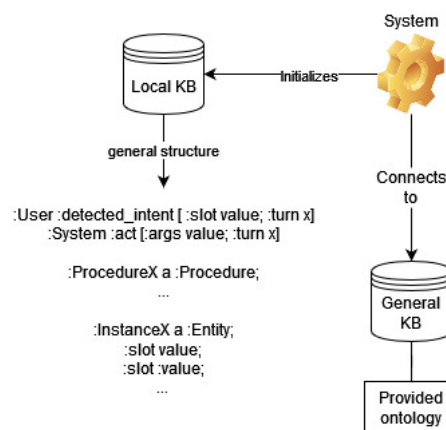 System
Local KB
Initializes
general structure
Connects
to
:User :detected_intent [ :slot value; :turn x]
:System :act [:args value; :turn x]
:ProcedureX a :Procedure;
...
:InstanceX a :Entity;
:slot value;
:slot :value;
...
General
KB
Provided
ontology